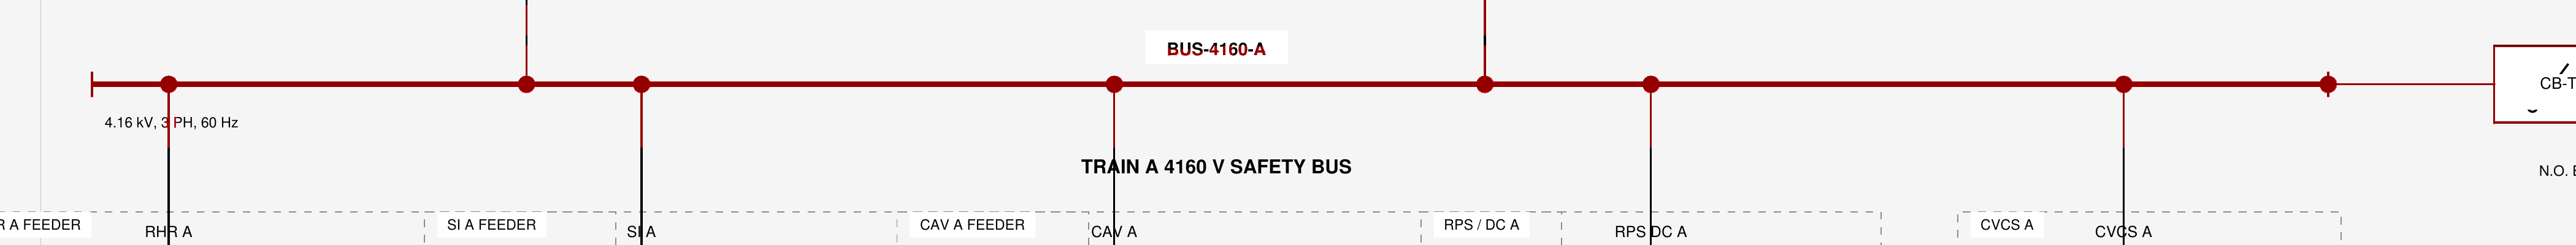 BUS-4160-A
CB-T
4.16 kV, 3 PH, 60 Hz
TRAIN A 4160 V SAFETY BUS
N.O.
R A FEEDER
SI A FEEDER
CAV A FEEDER
RPS / DC A
CVCS A
RHR A
SI A
CAV A
RPS DC A
CVCS A